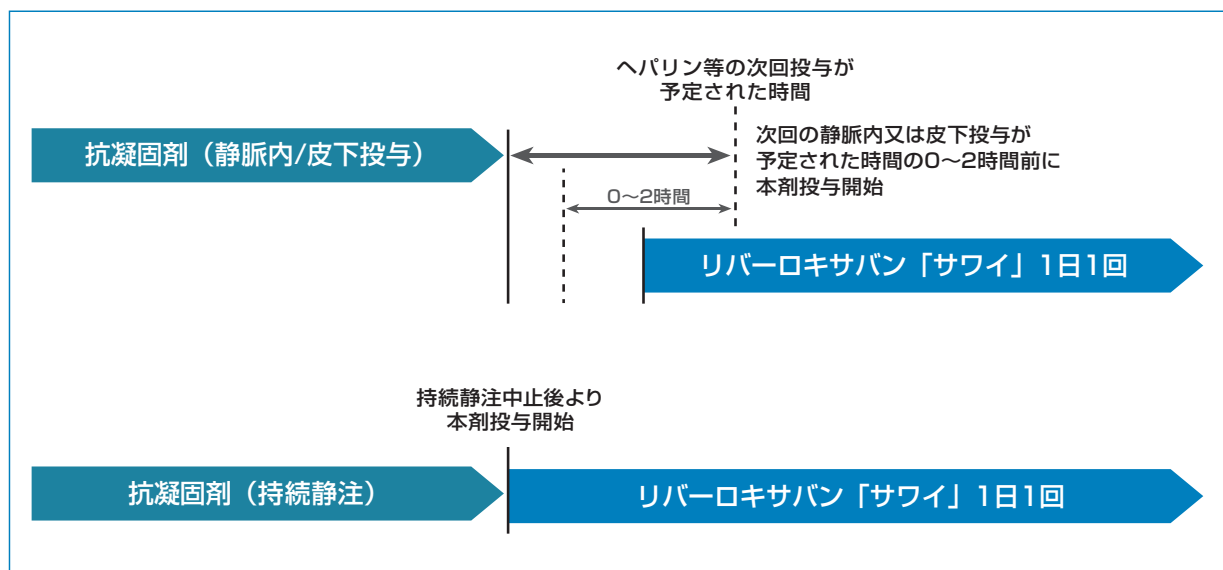 ヘパリン等の次回投与が
予定された時間
抗凝固剤（静脈内/皮下投与）
次回の静脈内又は皮下投与が
予定された時間の0〜2時間前に
本剤投与開始
0〜2時間
リバーロキサバン「サワイ」1日1回
持続静注中止後より
本剤投与開始
抗凝固剤（持続静注）
リバーロキサバン「サワイ」1日1回